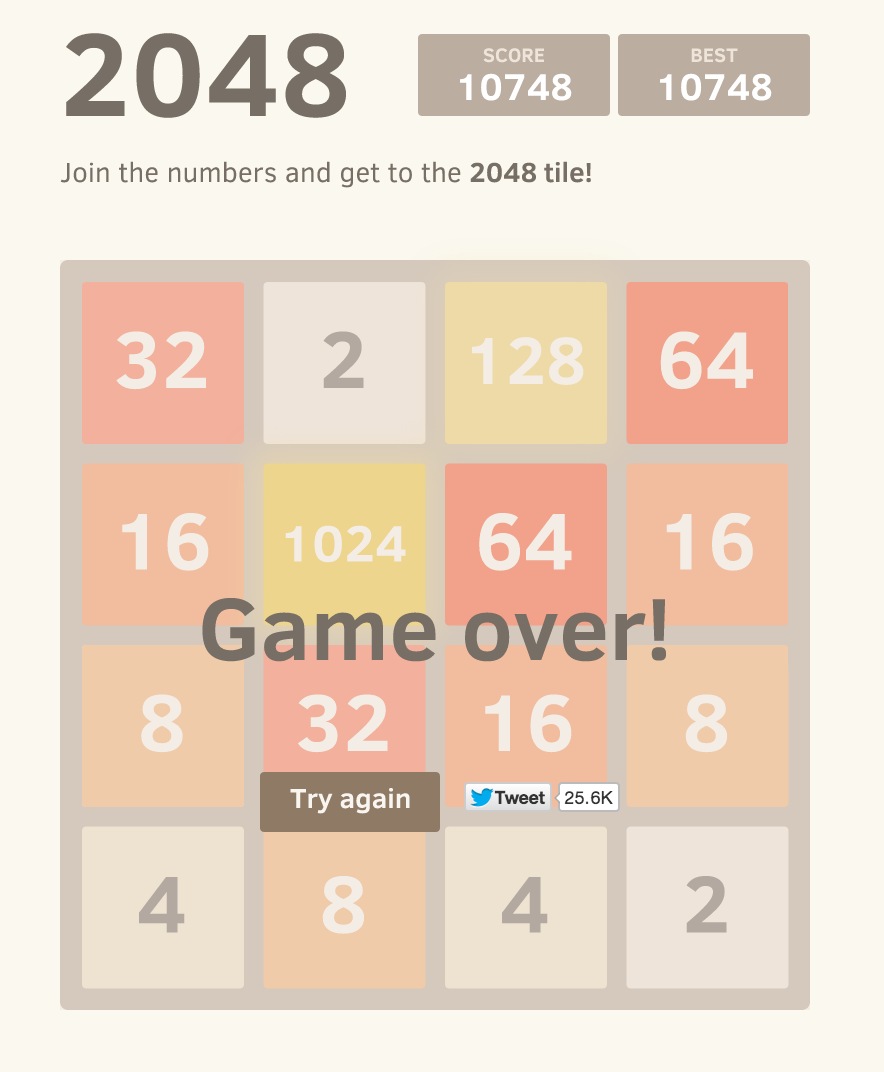 2048
SCORE
10748
BEST
10748
Join the numbers and get to the 2048 tile!
32 2 128 64
16 1024 64 16
Game over!
8 32 16 8
Try again
Tweet 25.6K
4 8 4 2